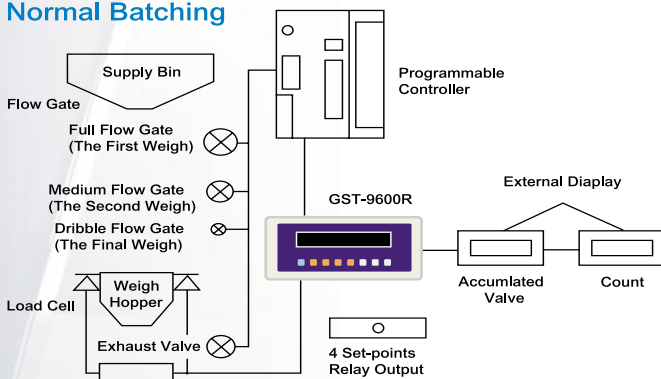 Normal Batching
Supply Bin
Flow Gate
Full Flow Gate
(The First Weigh)
Medium Flow Gate
(The Second Weigh)
Dribble Flow Gate
(The Final Weigh)
Weigh
Hopper
Load Cell
Exhaust Valve
Programmable
Controller
GST-9600R
External Diaplay
Accumlated
Valve
Count
4 Set-points
Relay Output